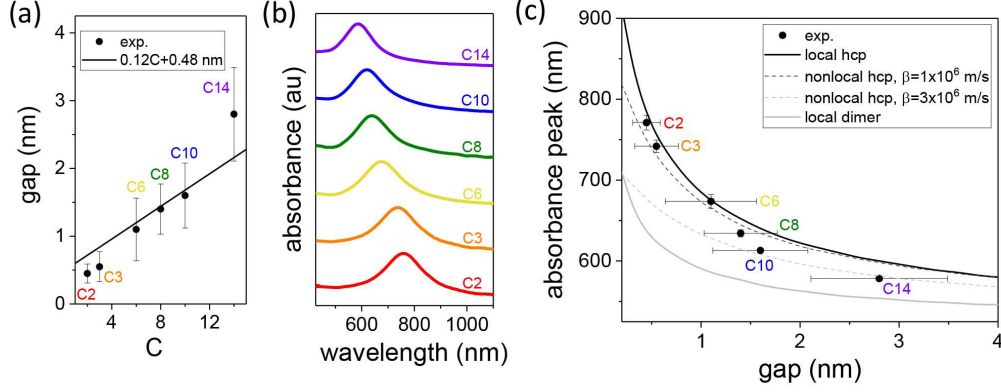 (a)
gap (nm)
4
3
2
1
0
4
8
12
C
exp.
0.12C+0.48 nm
C14
C10
C8
C6
C3
C2
(b)
absorbance (au)
C14
C10
C8
C6
C3
C2
600
800
1000
wavelength (nm)
(c)
absorbance peak (nm)
900
800
700
600
1
2
3
4
gap (nm)
exp.
local hcp
nonlocal hcp, β=1x10⁶ m/s
nonlocal hcp, β=3x10⁶ m/s
local dimer
C2
C3
C6
C8
C10
C14